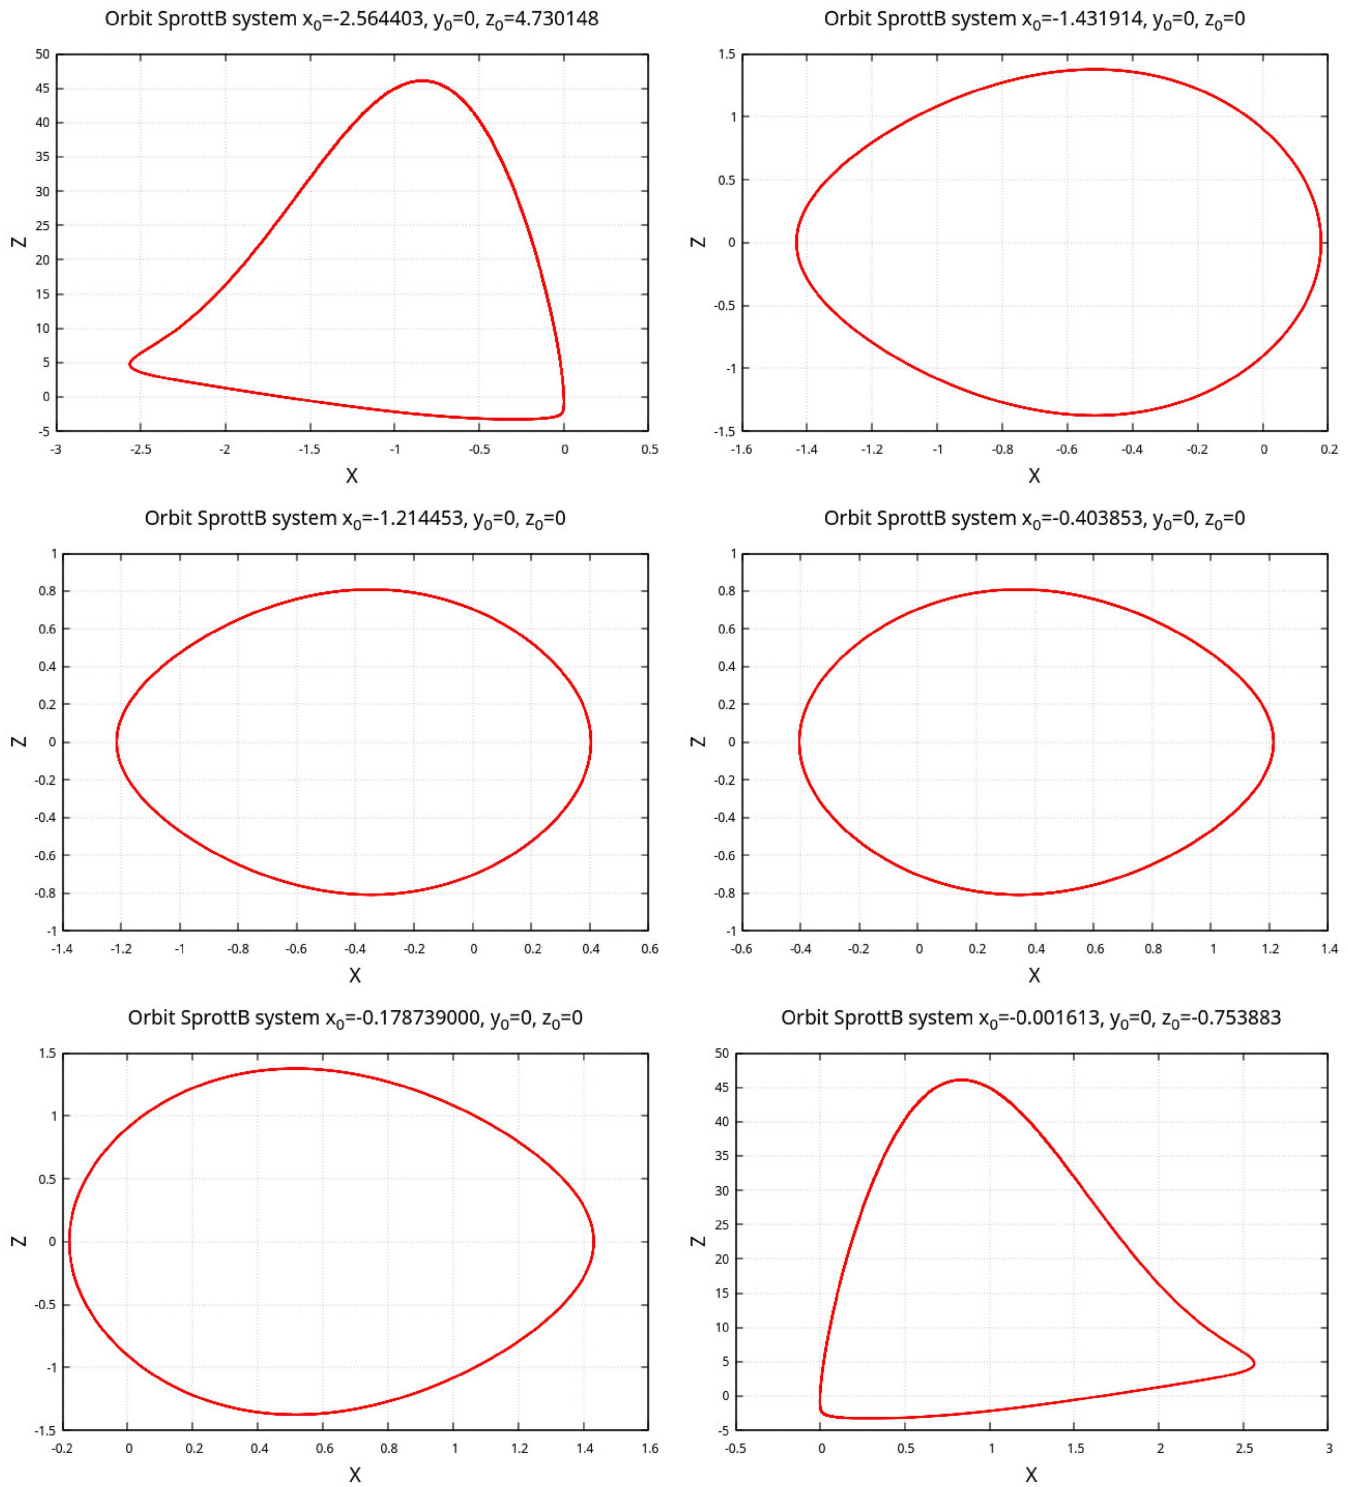 Orbit SprottB system x₀=-2.564403, y₀=0, z₀=4.730148
50
45
40
35
30
25
20
15
10
5
0
-5
Z
-3 -2.5 -2 -1.5 -1 -0.5 0 0.5
X
Orbit SprottB system x₀=-1.431914, y₀=0, z₀=0
1.5
1
0.5
0
-0.5
-1
-1.5
Z
-1.6 -1.4 -1.2 -1 -0.8 -0.6 -0.4 -0.2 0 0.2
X
Orbit SprottB system x₀=-1.214453, y₀=0, z₀=0
1
0.8
0.6
0.4
0.2
0
-0.2
-0.4
-0.6
-0.8
-1
Z
-1.4 -1.2 -1 -0.8 -0.6 -0.4 -0.2 0 0.2 0.4 0.6
X
Orbit SprottB system x₀=-0.403853, y₀=0, z₀=0
1
0.8
0.6
0.4
0.2
0
-0.2
-0.4
-0.6
-0.8
-1
Z
-0.6 -0.4 -0.2 0 0.2 0.4 0.6 0.8 1 1.2 1.4
X
Orbit SprottB system x₀=-0.178739000, y₀=0, z₀=0
1.5
1
0.5
0
-0.5
-1
-1.5
Z
-0.2 0 0.2 0.4 0.6 0.8 1 1.2 1.4 1.6
X
Orbit SprottB system x₀=-0.001613, y₀=0, z₀=-0.753883
50
45
40
35
30
25
20
15
10
5
0
-5
Z
-0.5 0 0.5 1 1.5 2 2.5 3
X